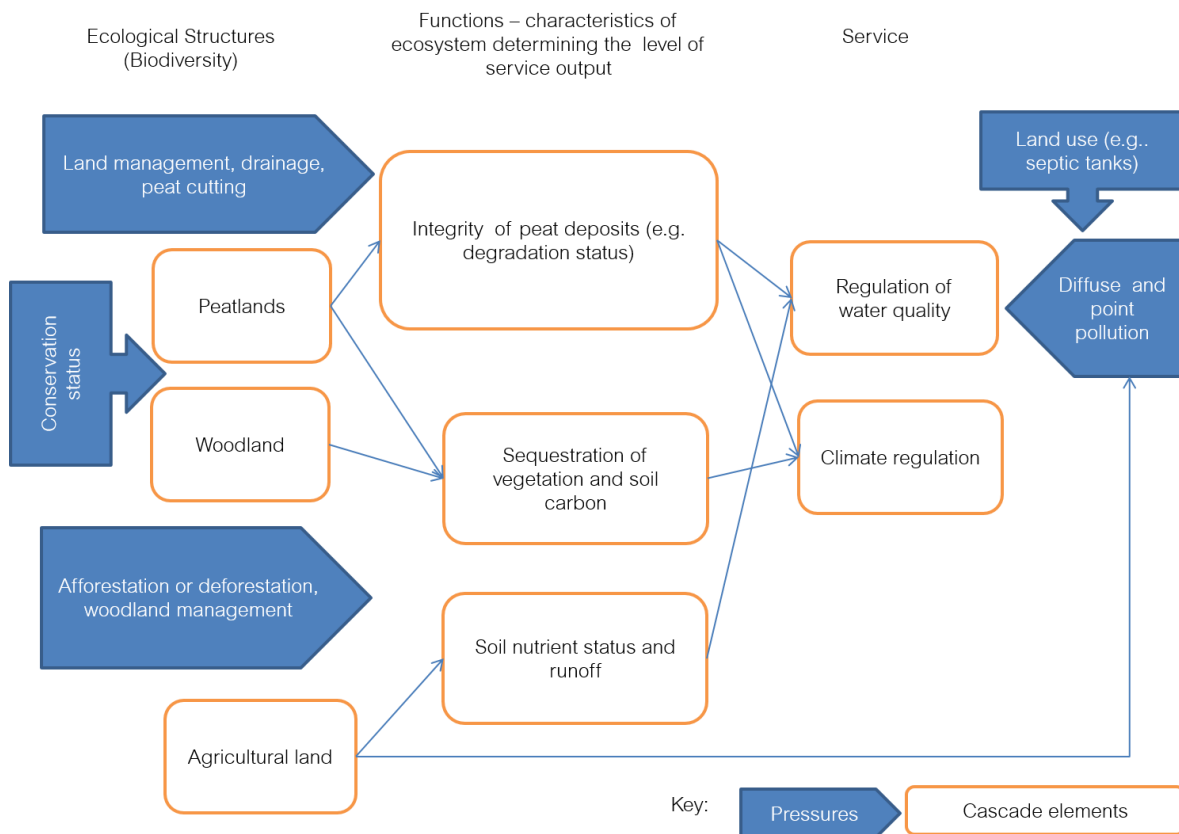 Ecological Structures
(Biodiversity)
Functions – characteristics of
ecosystem determining the level of
service output
Service
Land management, drainage,
peat cutting
Land use (e.g..
septic tanks)
Integrity of peat deposits (e.g.
degradation status)
Peatlands
Regulation of
water quality
Diffuse and
point
pollution
Conservation
status
Woodland
Sequestration of
vegetation and soil
carbon
Climate regulation
Afforestation or deforestation,
woodland management
Soil nutrient status and
runoff
Agricultural land
Key:
Pressures
Cascade elements